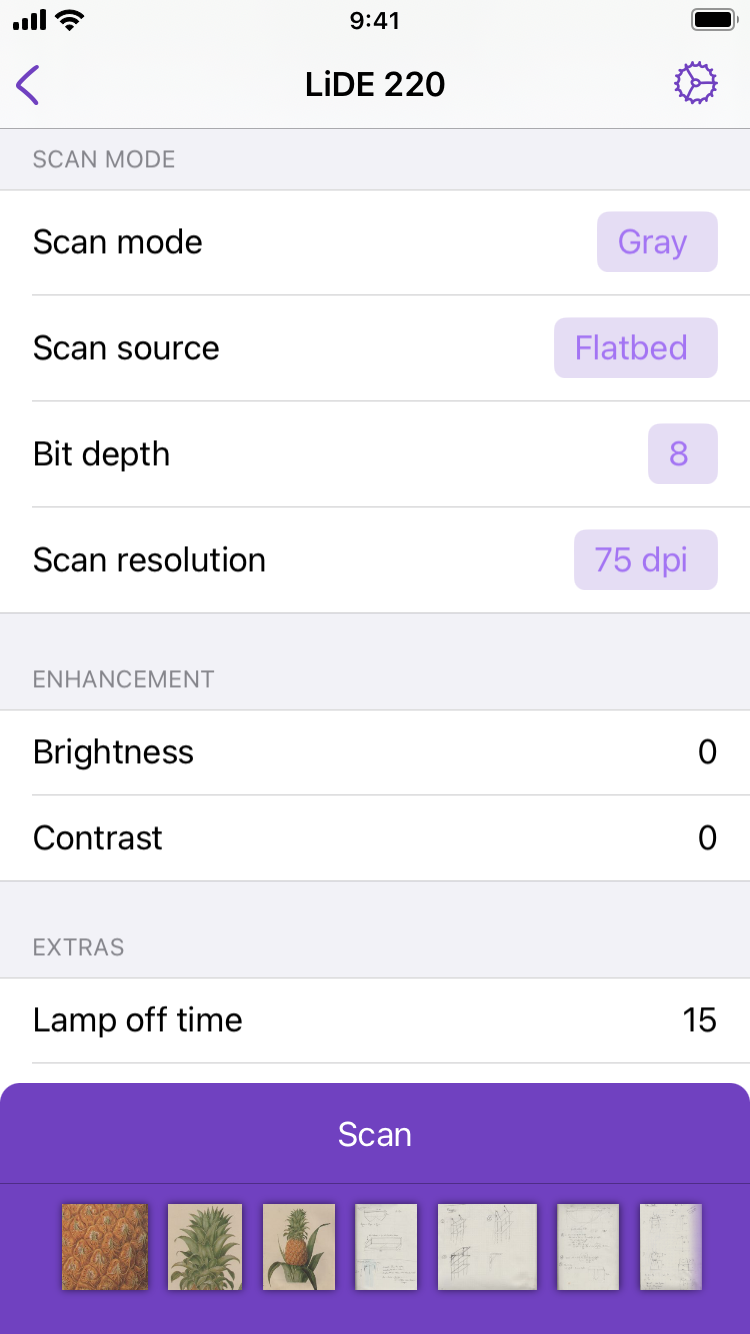 9:41
LiDE 220
SCAN MODE
Scan mode Gray
Scan source Flatbed
Bit depth 8
Scan resolution 75 dpi
ENHANCEMENT
Brightness 0
Contrast 0
EXTRAS
Lamp off time 15
Scan